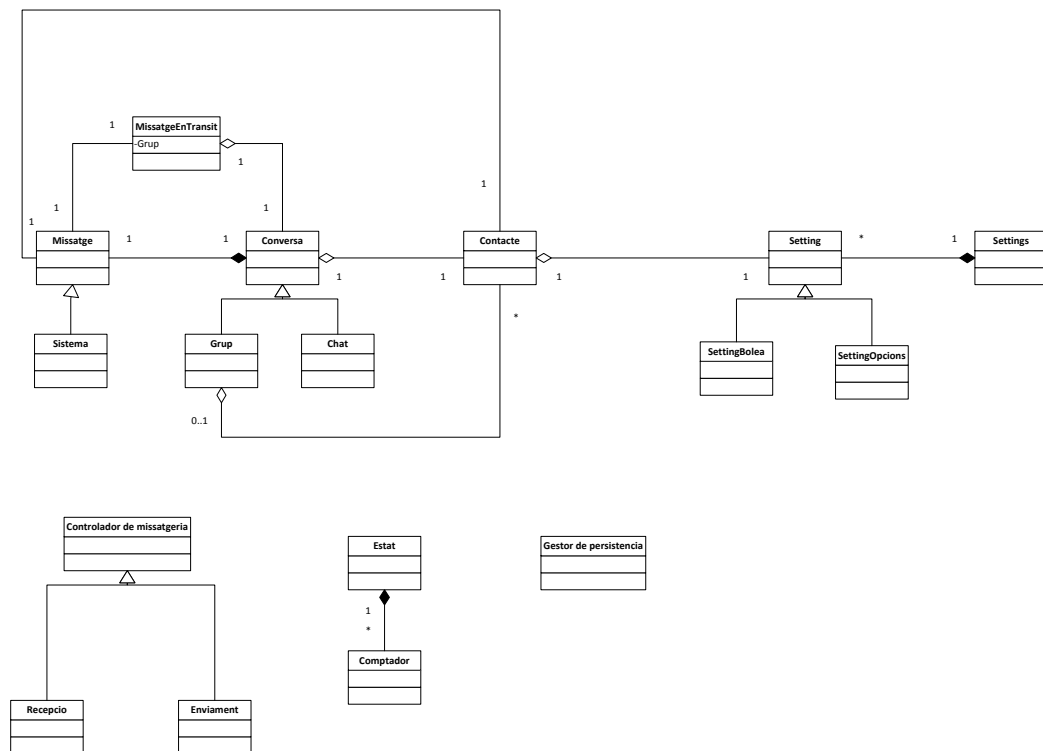 1
MissatgeEnTransit
-Grup
1
1
1
1
1
Missatge
1
1
Conversa
1
1
Contacte
1
1
Setting
*
1
Settings
Sistema
Grup
Chat
*
SettingBolea
SettingOpcions
0..1
Controlador de missatgeria
Estat
Gestor de persistencia
1
*
Comptador
Recepcio
Enviament